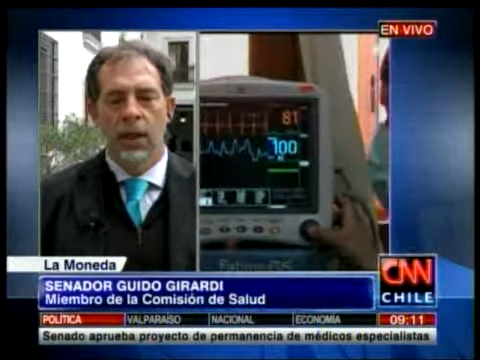 EN VIVO
81
100
La Moneda
SENADOR GUIDO GIRARDI
Miembro de la Comisión de Salud
CNN
CHILE
POLÍTICA VALPARAÍSO NACIONAL ECONOMÍA 09:11
Senado aprueba proyecto de permanencia de médicos especialistas